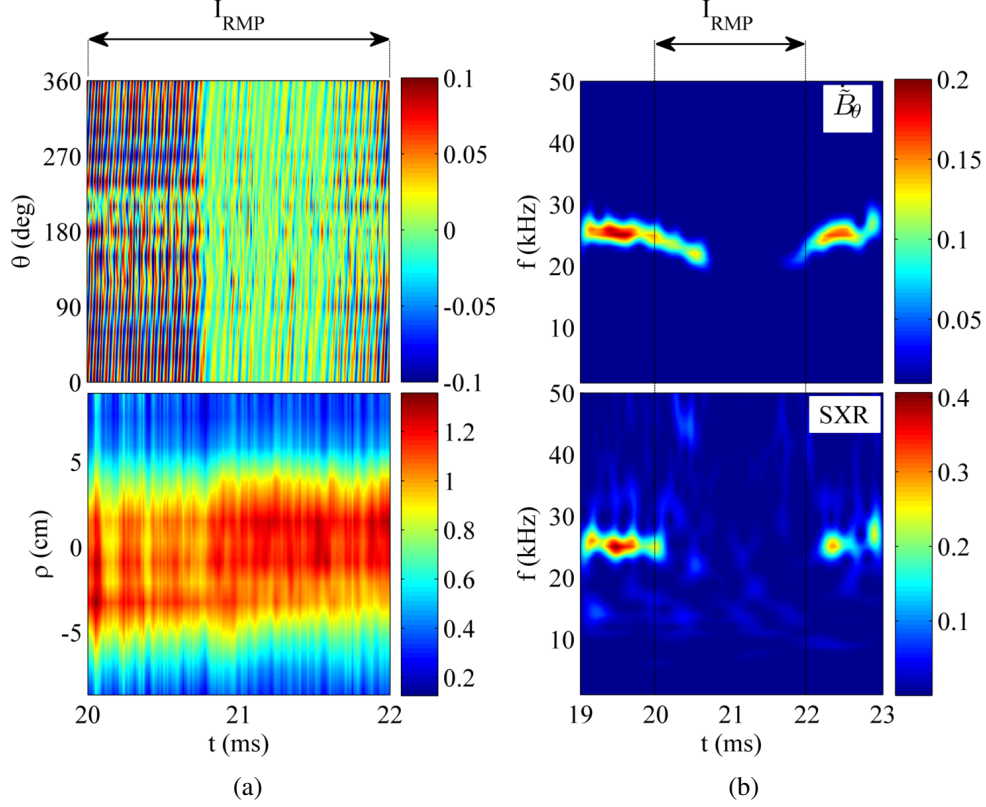 I_RMP
I_RMP
360
270
180
90
0
θ (deg)
0.1
0.05
0
-0.05
-0.1
50
40
30
20
10
f (kHz)
B̃_θ
0.2
0.15
0.1
0.05
5
0
-5
ρ (cm)
1.2
1
0.8
0.6
0.4
0.2
20 21 22
t (ms)
50
40
30
20
10
f (kHz)
SXR
0.4
0.3
0.2
0.1
19 20 21 22 23
t (ms)
(a)
(b)